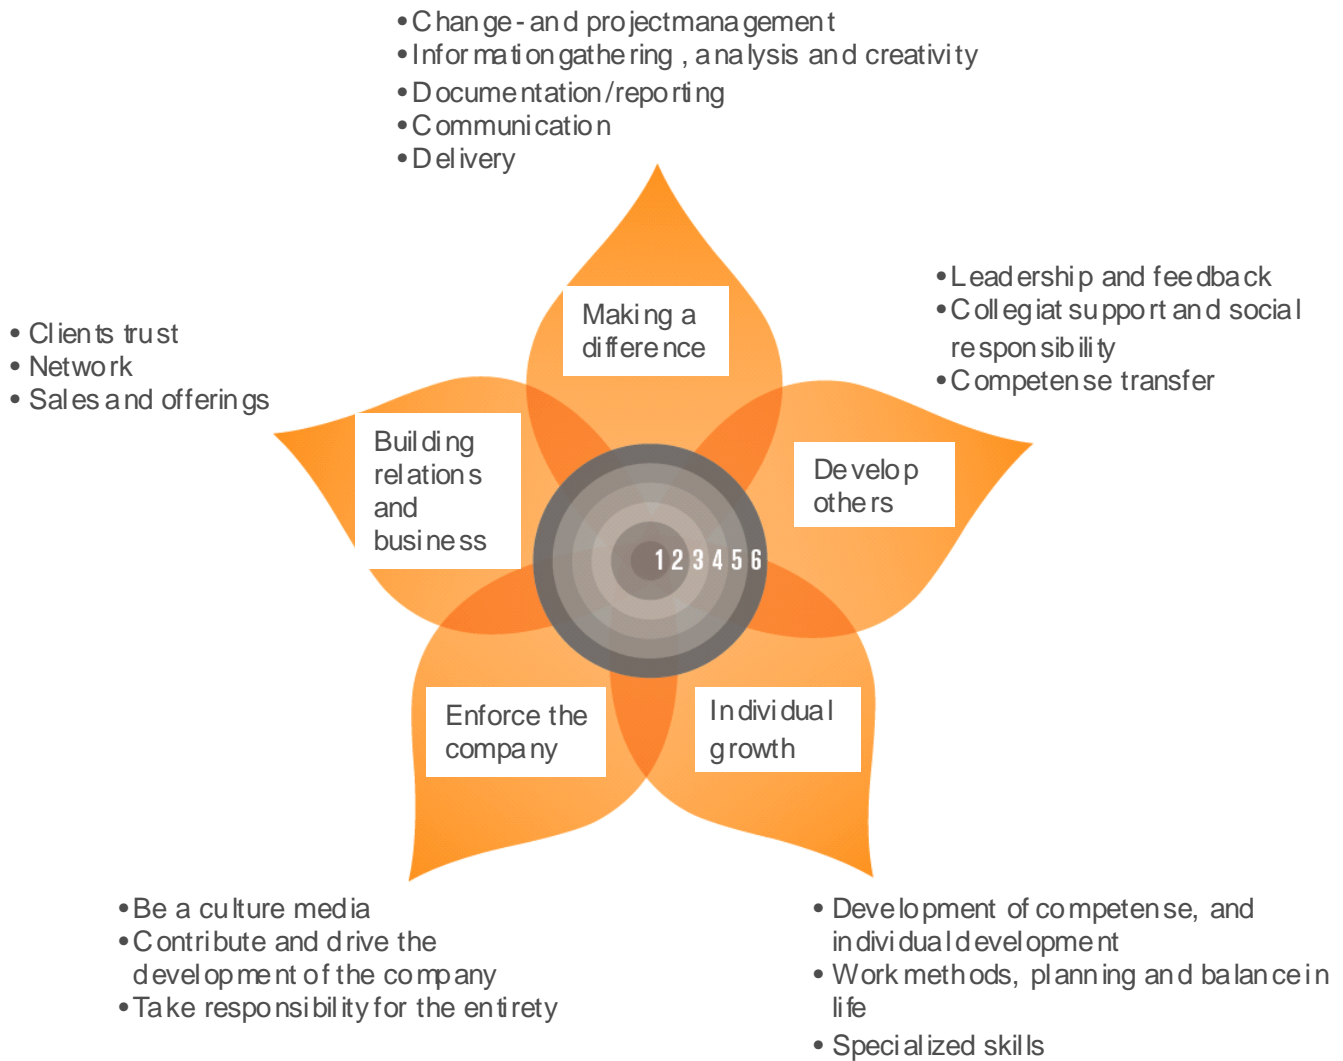 •Change-and projectmanagement
•Informationgathering , analysis and creativity
•Documentation/reporting
•Communication
•Delivery
•Leadership and feedback
•Collegiat support and social
responsibility
•Competense transfer
• Clients trust
• Network
• Sales and offerings
Making a
difference
Building
relations
and
business
Develop
others
1 2 3 4 5 6
Enforce the
company
Individual
growth
•Be a culture media
•Contribute and drive the
development of the company
•Take responsibility for the entirety
• Development of competense, and
individual development
• Work methods, planning and balance in
life
• Specialized skills